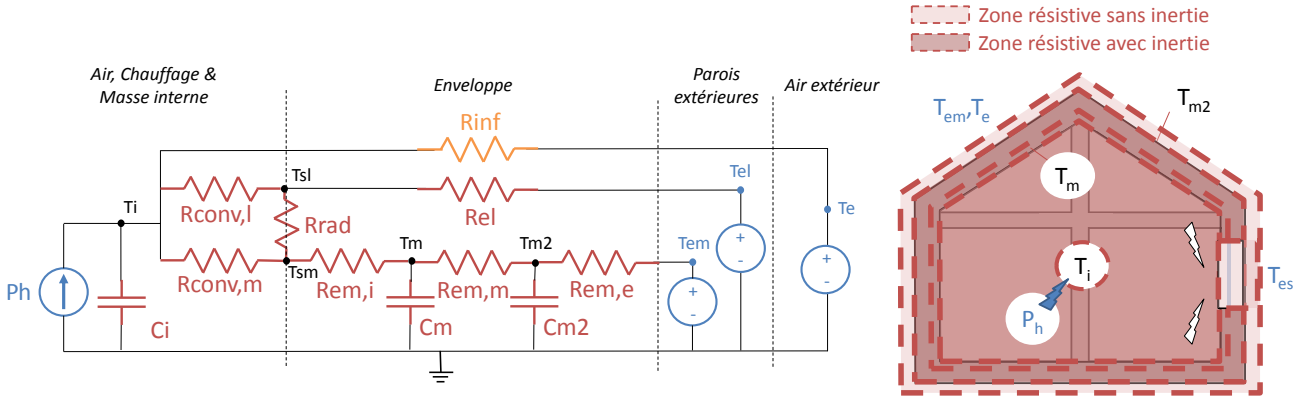 Zone résistive sans inertie
Zone résistive avec inertie
Air, Chauffage &
Masse interne
Enveloppe
Parois
extérieures
Air extérieur
Rinf
Tsl
Tel
Ti
Rconv,l
Rrad
Rel
Te
Tm
Tm2
Tem
Tsm
Rconv,m
Rem,i
Rem,m
Rem,e
Ph
Ci
Cm
Cm2
+
-
+
-
+
-
Tem,Te
Tm2
Tm
Ti
Tes
Ph